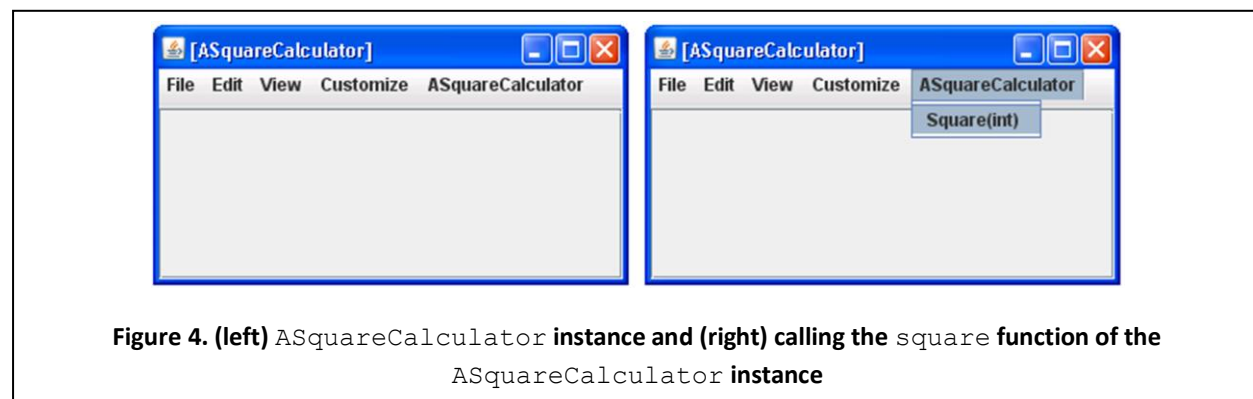 [ASquareCalculator]
File Edit View Customize ASquareCalculator
[ASquareCalculator]
File Edit View Customize ASquareCalculator
Square(int)
Figure 4. (left) ASquareCalculator instance and (right) calling the square function of the
ASquareCalculator instance